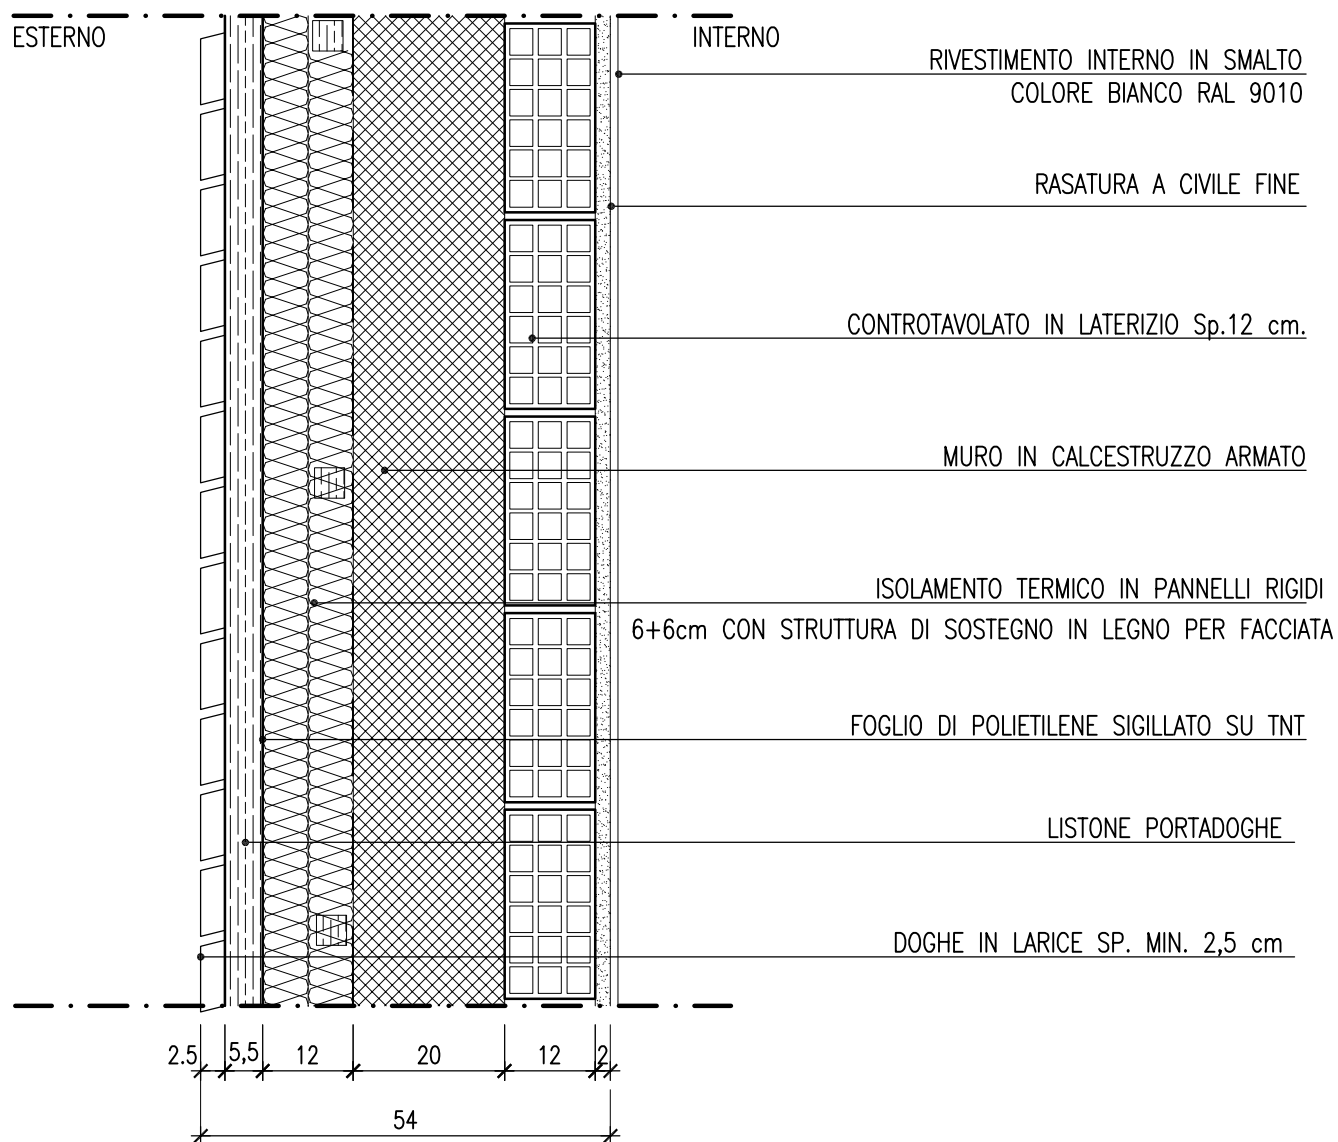 ESTERNO
INTERNO
RIVESTIMENTO INTERNO IN SMALTO
COLORE BIANCO RAL 9010
RASATURA A CIVILE FINE
CONTROTAVOLATO IN LATERIZIO Sp.12 cm.
MURO IN CALCESTRUZZO ARMATO
ISOLAMENTO TERMICO IN PANNELLI RIGIDI
6+6cm CON STRUTTURA DI SOSTEGNO IN LEGNO PER FACCIATA
FOGLIO DI POLIETILENE SIGILLATO SU TNT
LISTONE PORTADOGHE
DOGHE IN LARICE SP. MIN. 2,5 cm
2.5 5,5 12 20 12 2
54